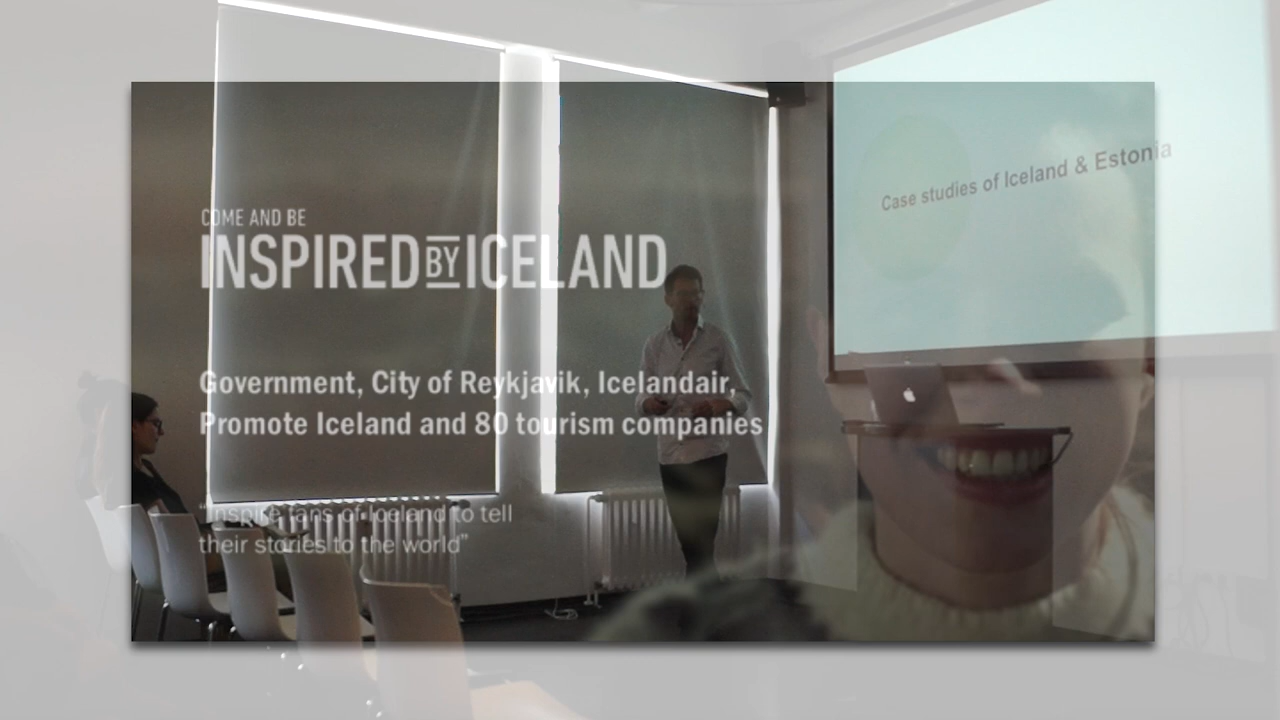 Case studies of Iceland & Estonia
COME AND BE
INSPIRED BY ICELAND
Government, City of Reykjavik, Icelandair,
Promote Iceland and 80 tourism companies
“Inspire fans of Iceland to tell
their stories to the world”